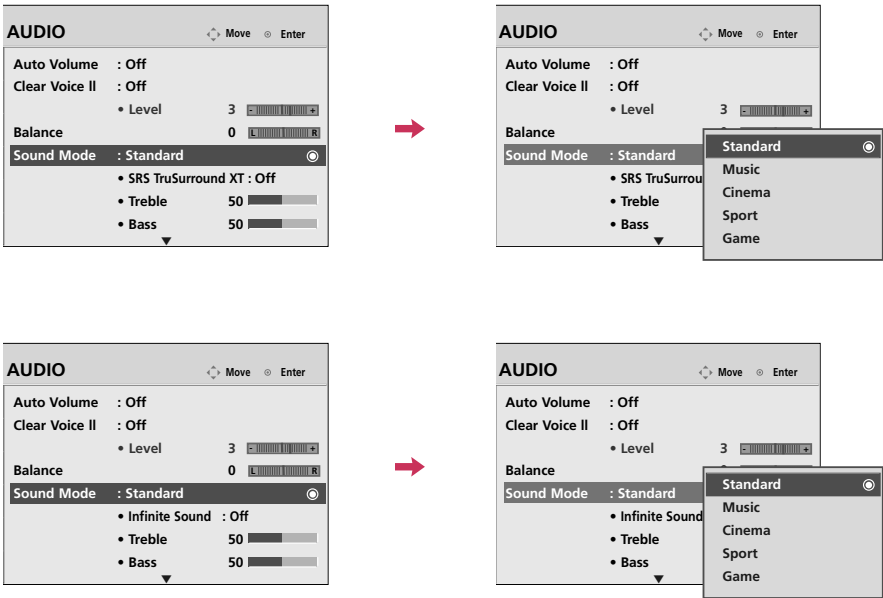 AUDIO Move Enter
Auto Volume : Off
Clear Voice ll : Off
• Level 3 - +
Balance 0 L R
Sound Mode : Standard
• SRS TruSurround XT : Off
• Treble 50
• Bass 50
AUDIO Move Enter
Auto Volume : Off
Clear Voice ll : Off
• Level 3 - +
Balance
Sound Mode : Standard
• SRS TruSurrou
• Treble
• Bass
Standard
Music
Cinema
Sport
Game
AUDIO Move Enter
Auto Volume : Off
Clear Voice ll : Off
• Level 3 - +
Balance 0 L R
Sound Mode : Standard
• Infinite Sound : Off
• Treble 50
• Bass 50
AUDIO Move Enter
Auto Volume : Off
Clear Voice ll : Off
• Level 3 - +
Balance
Sound Mode : Standard
• Infinite Sound
• Treble
• Bass
Standard
Music
Cinema
Sport
Game